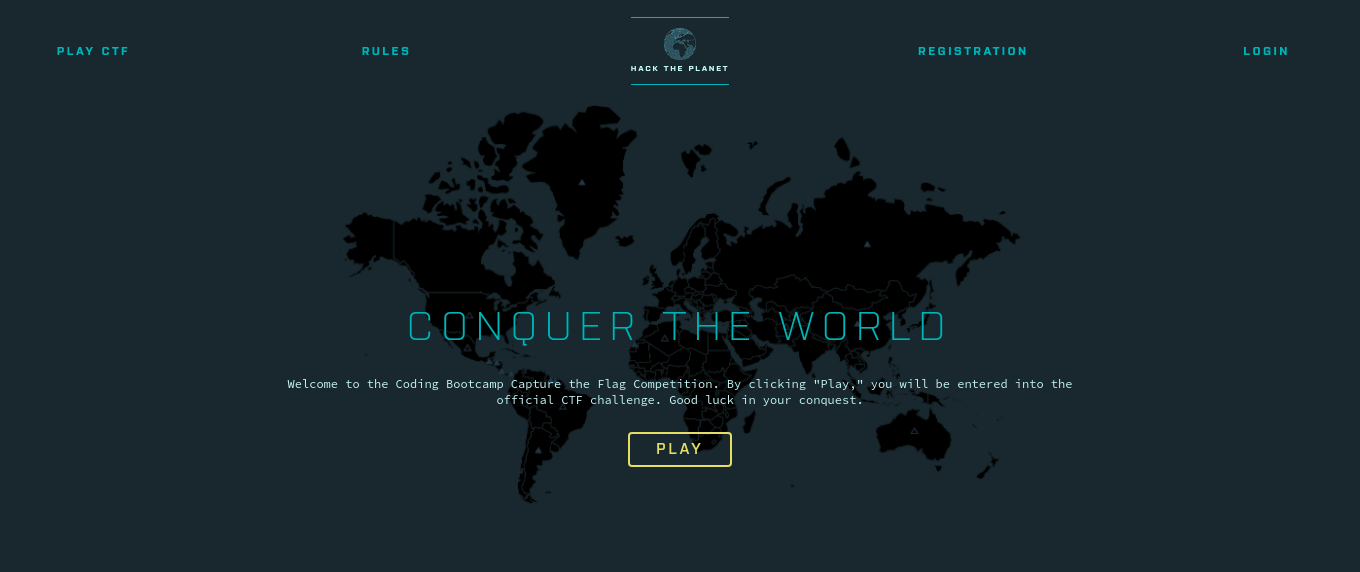 PLAY CTF
RULES
HACK THE PLANET
REGISTRATION
LOGIN
CONQUER THE WORLD
Welcome to the Coding Bootcamp Capture the Flag Competition. By clicking "Play," you will be entered into the
official CTF challenge. Good luck in your conquest.
PLAY